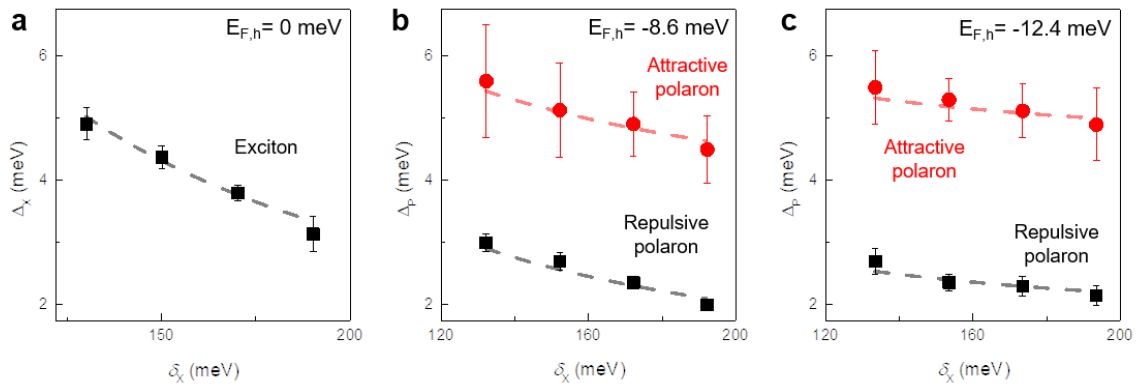 a
E_F,h= 0 meV
6
4
2
Δ_X (meV)
Exciton
150
200
δ_X (meV)
b
E_F,h= -8.6 meV
6
4
2
Δ_P (meV)
Attractive
polaron
Repulsive
polaron
120
160
200
δ_X (meV)
c
E_F,h= -12.4 meV
6
4
2
Δ_P (meV)
Attractive
polaron
Repulsive
polaron
120
160
200
δ_X (meV)